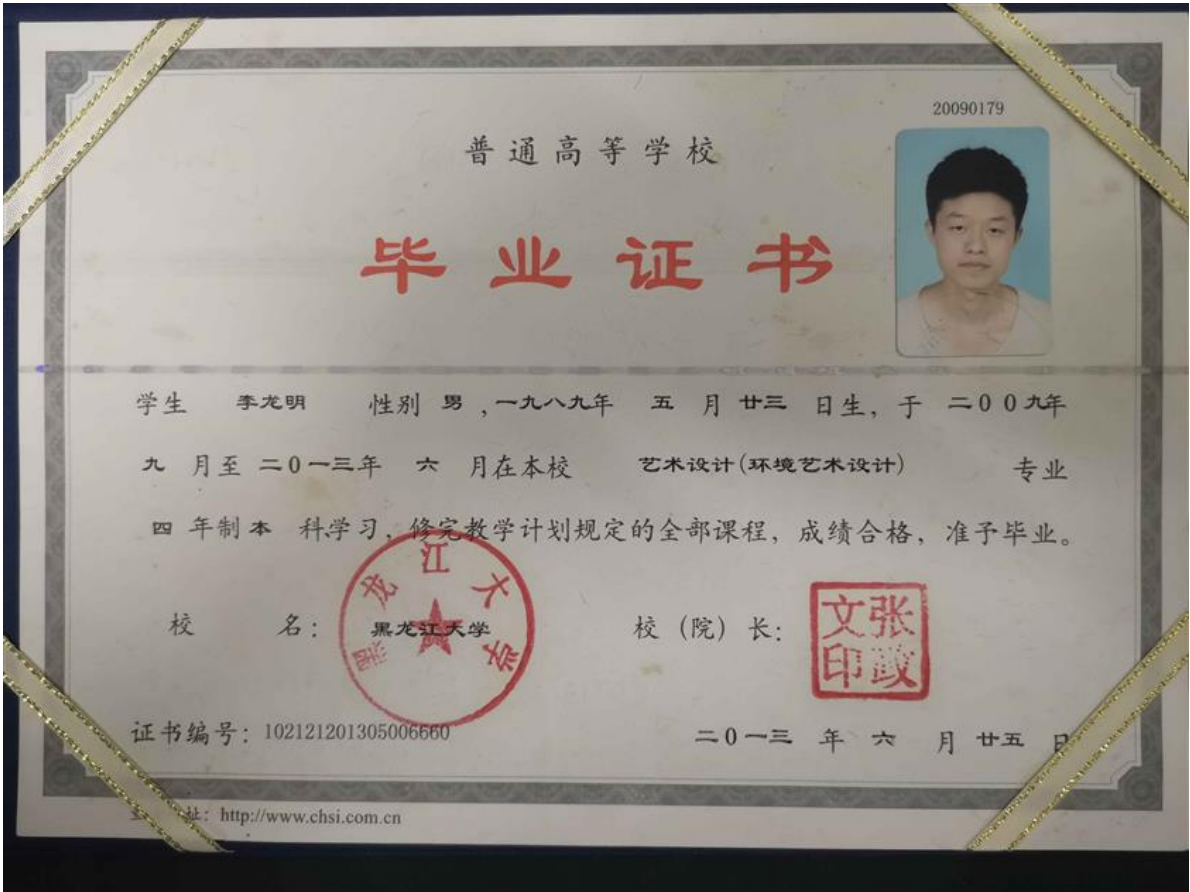 20090179
普通高等学校
毕业证书
学生 李龙明 性别 男 ,一九八九年 五 月 廿三 日生, 于 二00九年
九 月至 二0一三年 六 月在本校 艺术设计(环境艺术设计) 专业
四 年制 本 科学习, 修完教学计划规定的全部课程, 成绩合格, 准予毕业。
黑龙江大学
校 名: 黑龙江大学 校 (院) 长: 张政文印
证书编号: 102121201305006660 二0一三 年 六 月 廿五 日
址: http://www.chsi.com.cn